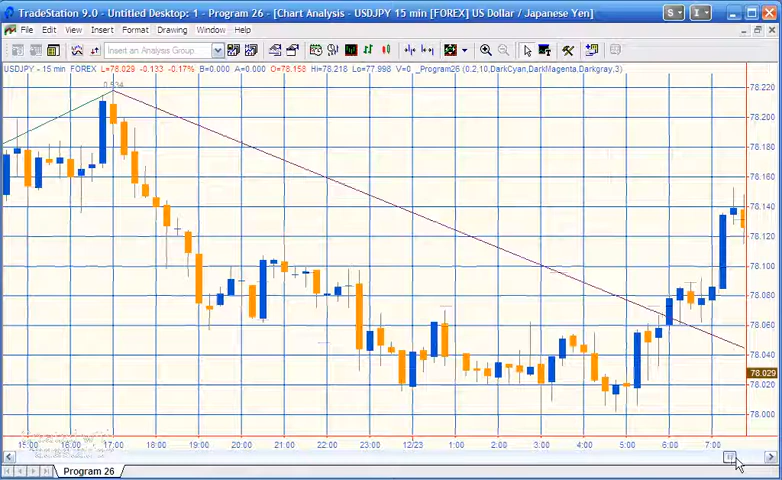 TradeStation 9.0 - Untitled Desktop: 1 - Program 26 - [Chart Analysis - USDJPY 15 min [FOREX] US Dollar / Japanese Yen]
S
I
File Edit View Insert Format Drawing Window Help
Insert an Analysis Group
USDJPY - 15 min FOREX L=78.029 -0.133 -0.17% B=0.000 A=0.000 O=78.158 Hi=78.218 Lo=77.998 V=0 _Program26 (0.2,10,DarkCyan,DarkMagenta,Darkgray,3)
0.534
78.220
78.200
78.180
78.160
78.140
78.120
78.100
78.080
78.060
78.040
78.029
78.020
78.000
15:00 16:00 17:00 18:00 19:00 20:00 21:00 22:00 23:00 12/23 1:00 2:00 3:00 4:00 5:00 6:00 7:00
Program 26